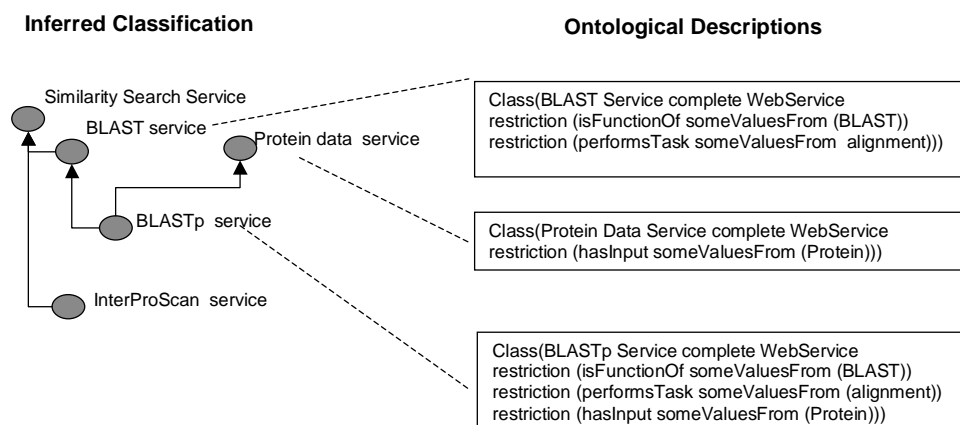 Inferred Classification
Ontological Descriptions
Similarity Search Service
BLAST service
Protein data service
BLASTp service
InterProScan service
Class(BLAST Service complete WebService
restriction (isFunctionOf someValuesFrom (BLAST))
restriction (performsTask someValuesFrom alignment)))
Class(Protein Data Service complete WebService
restriction (hasInput someValuesFrom (Protein)))
Class(BLASTp Service complete WebService
restriction (isFunctionOf someValuesFrom (BLAST))
restriction (performsTask someValuesFrom (alignment))
restriction (hasInput someValuesFrom (Protein)))